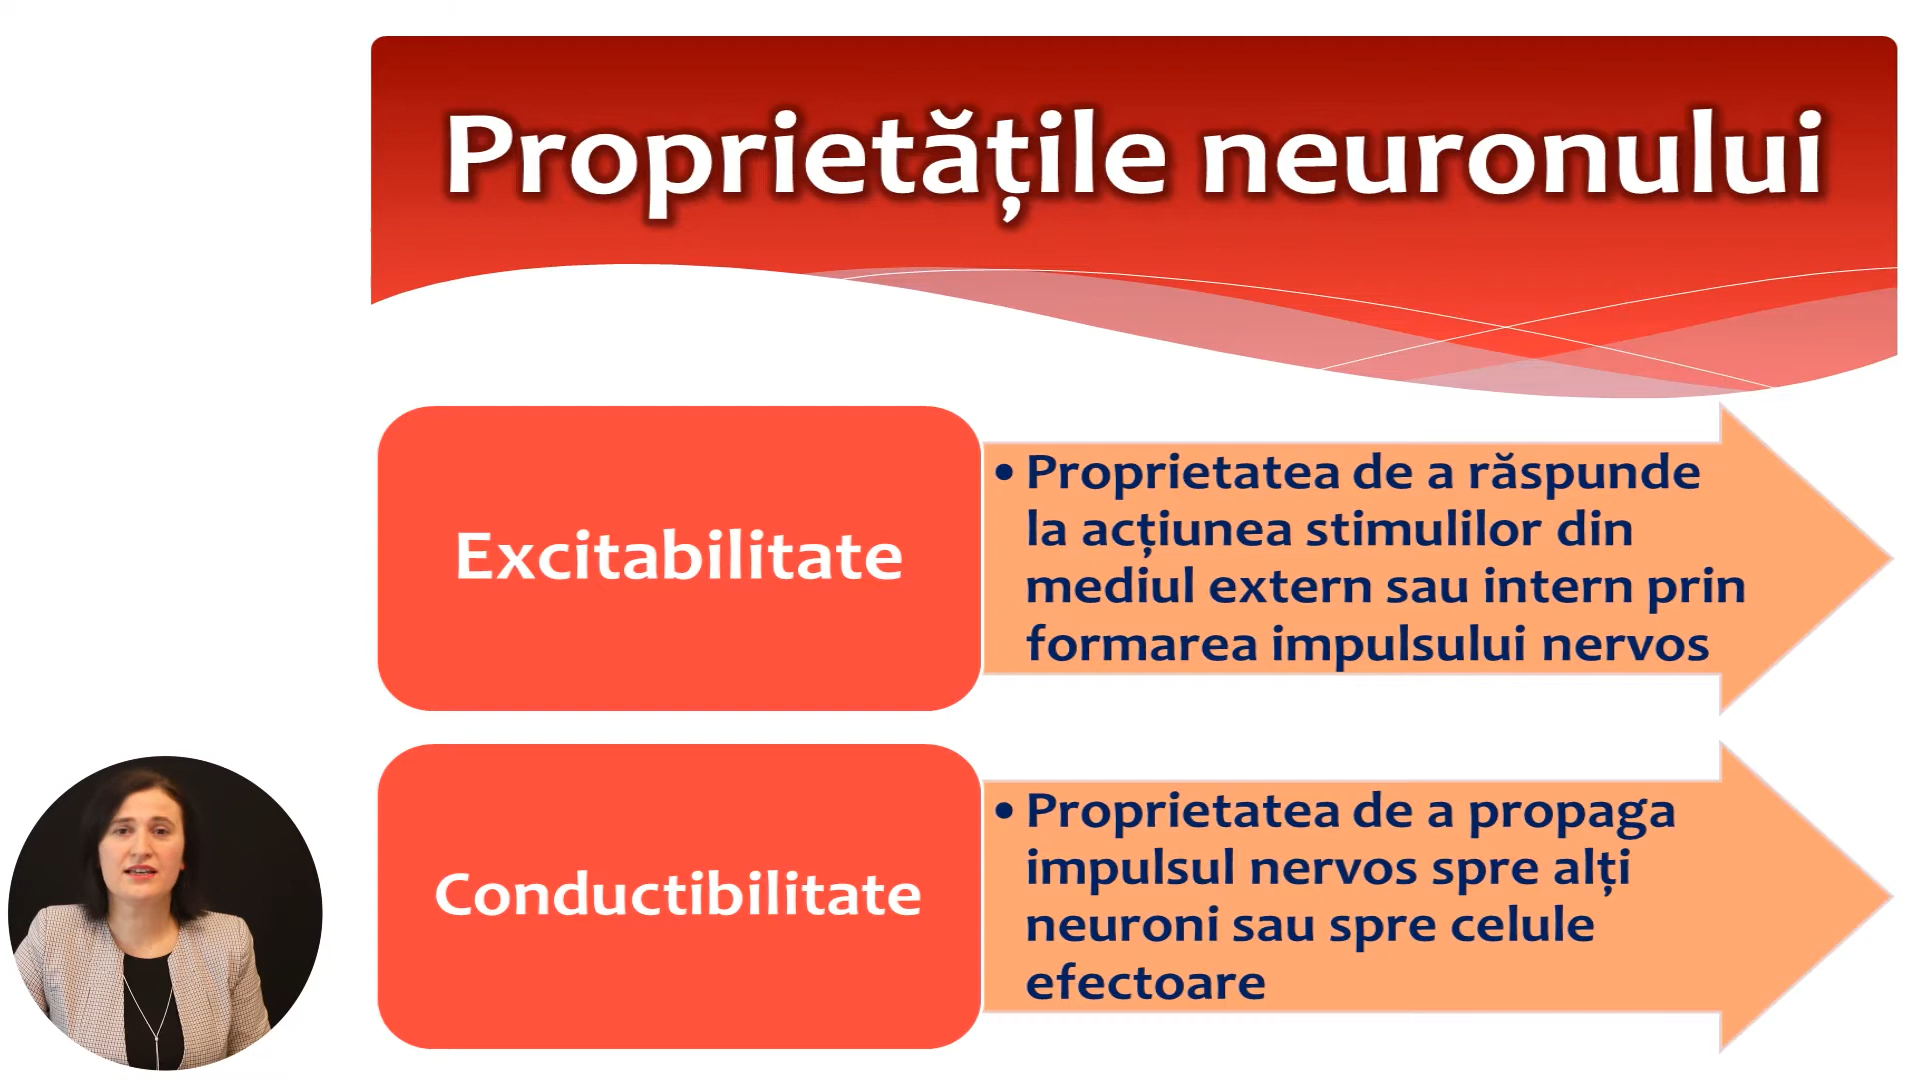 Proprietățile neuronului
Excitabilitate
• Proprietatea de a răspunde
la acțiunea stimulilor din
mediul extern sau intern prin
formarea impulsului nervos
Conductibilitate
• Proprietatea de a propaga
impulsul nervos spre alți
neuroni sau spre celule
efectoare